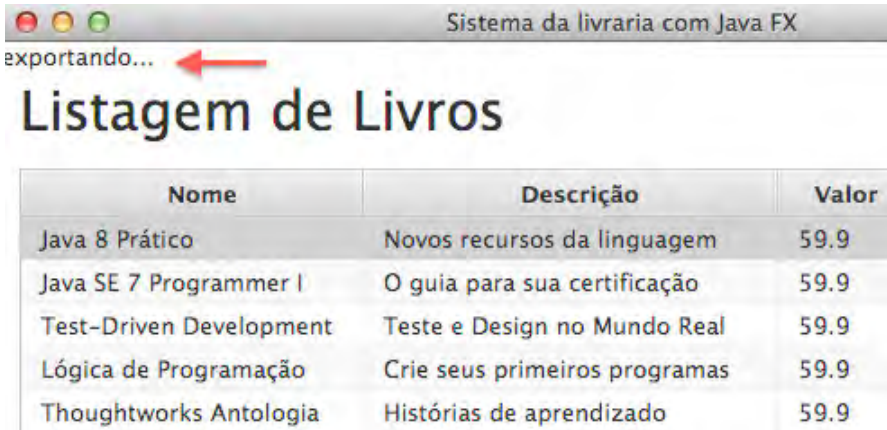 Sistema da livraria com Java FX
exportando...
Listagem de Livros
Nome Descrição Valor
Java 8 Prático Novos recursos da linguagem 59.9
Java SE 7 Programmer I O guia para sua certificação 59.9
Test-Driven Development Teste e Design no Mundo Real 59.9
Lógica de Programação Crie seus primeiros programas 59.9
Thoughtworks Antologia Histórias de aprendizado 59.9